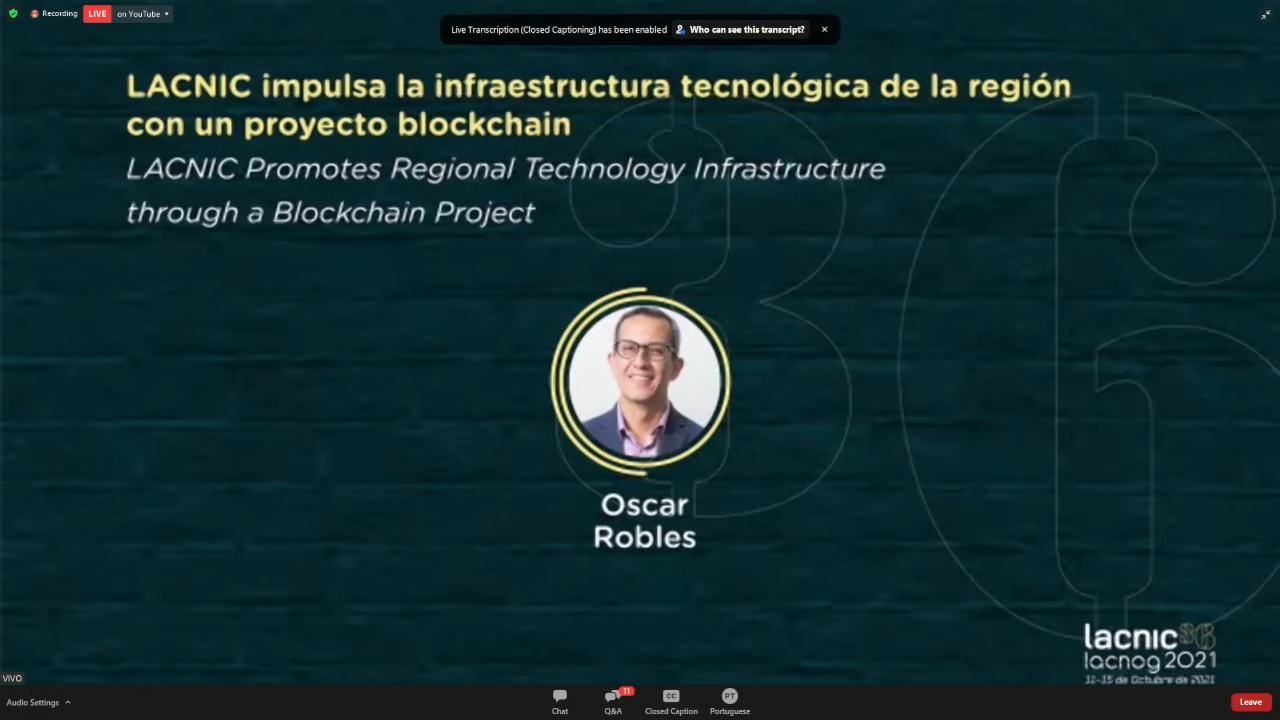 Recording
LIVE
on YouTube
Live Transcription (Closed Captioning) has been enabled
Who can see this transcript?
LACNIC impulsa la infraestructura tecnológica de la región
con un proyecto blockchain
LACNIC Promotes Regional Technology Infrastructure
through a Blockchain Project
36
Oscar
Robles
lacnic36
lacnog 2021
11-15 de Octubre de 2021
VIVO
Audio Settings
Chat
11
Q&A
CC
Closed Caption
PT
Portuguese
Leave